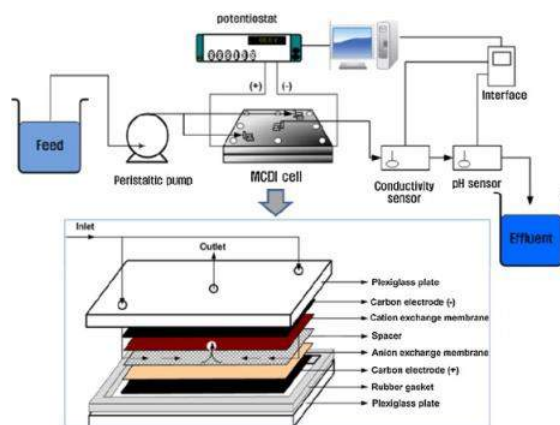 potentiostat
(+)
(-)
Interface
Feed
Peristaltic pump
MCDI cell
Conductivity
sensor
pH sensor
Effluent
Inlet
Outlet
Plexiglass plate
Carbon electrode (-)
Cation exchange membrane
Spacer
Anion exchange membrane
Carbon electrode (+)
Rubber gasket
Plexiglass plate